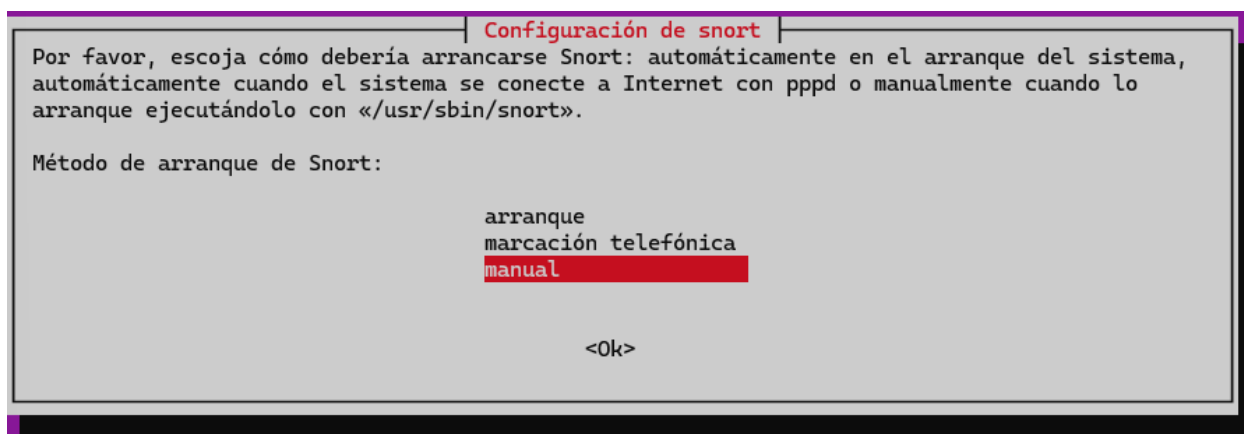 Configuración de snort
Por favor, escoja cómo debería arrancarse Snort: automáticamente en el arranque del sistema,
automáticamente cuando el sistema se conecte a Internet con pppd o manualmente cuando lo
arranque ejecutándolo con «/usr/sbin/snort».
Método de arranque de Snort:
arranque
marcación telefónica
manual
<Ok>